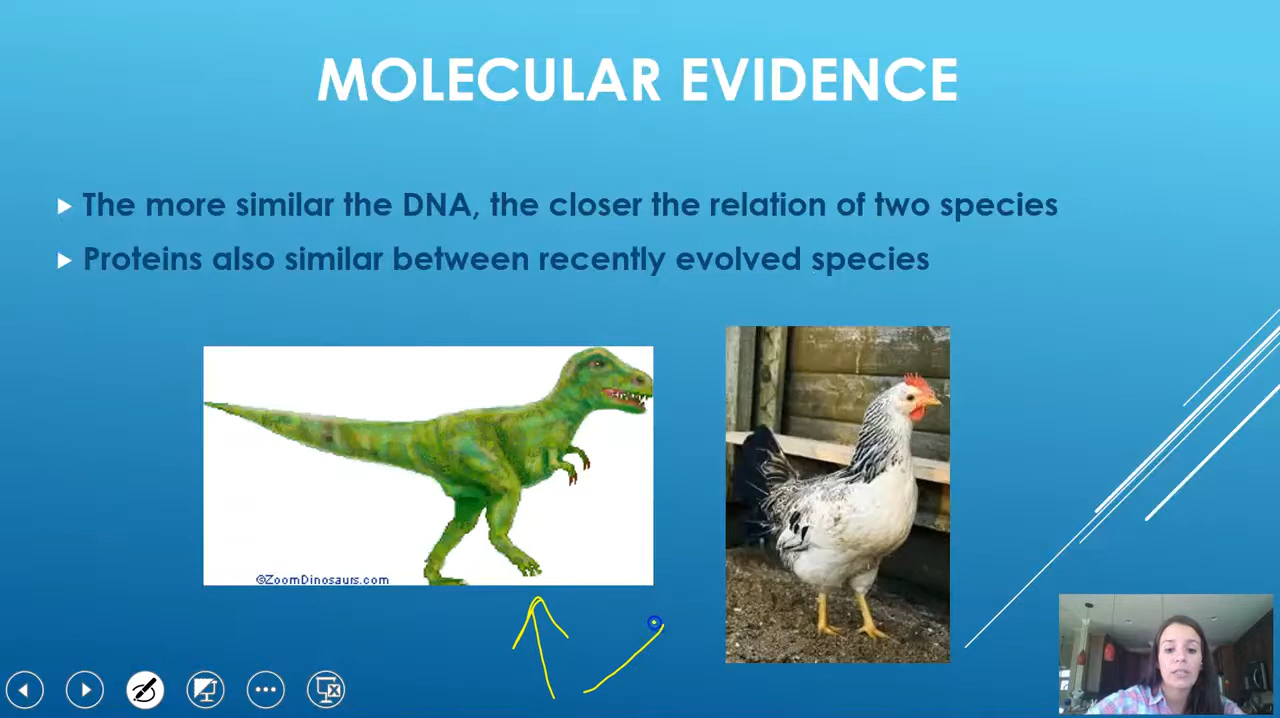 MOLECULAR EVIDENCE
The more similar the DNA, the closer the relation of two species
Proteins also similar between recently evolved species
©ZoomDinosaurs.com